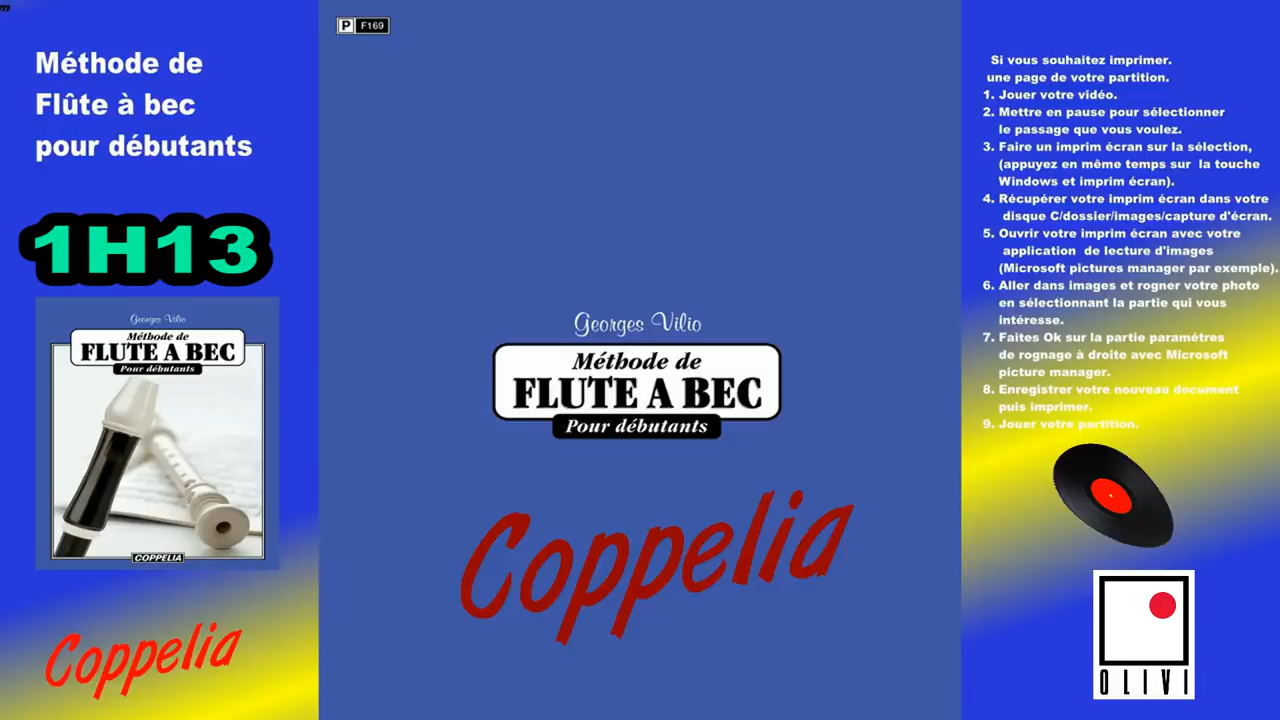 m
Méthode de
Flûte à bec
pour débutants
1H13
Georges Vilio
Méthode de
FLUTE A BEC
Pour débutants
COPPELIA
Coppelia
P F169
Georges Vilio
Méthode de
FLUTE A BEC
Pour débutants
Coppelia
Si vous souhaitez imprimer.
une page de votre partition.
1. Jouer votre vidéo.
2. Mettre en pause pour sélectionner
le passage que vous voulez.
3. Faire un imprim écran sur la sélection,
(appuyez en même temps sur la touche
Windows et imprim écran).
4. Récupérer votre imprim écran dans votre
disque C/dossier/images/capture d'écran.
5. Ouvrir votre imprim écran avec votre
application de lecture d'images
(Microsoft pictures manager par exemple).
6. Aller dans images et rogner votre photo
en sélectionnant la partie qui vous
intéresse.
7. Faites Ok sur la partie paramétres
de rognage à droite avec Microsoft
picture manager.
8. Enregistrer votre nouveau document
puis imprimer.
9. Jouer votre partition.
OLIVI